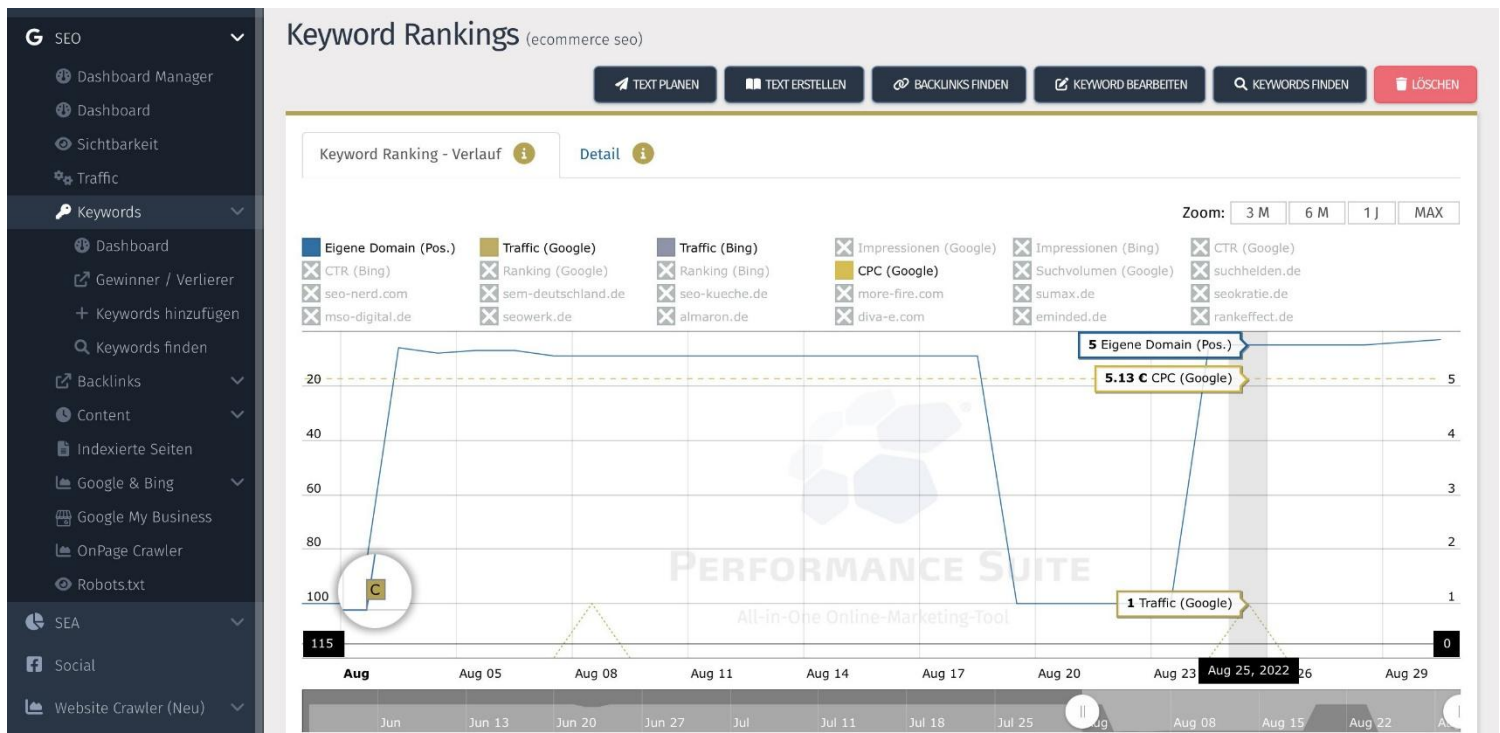 SEO
Dashboard Manager
Dashboard
Sichtbarkeit
Traffic
Keywords
Dashboard
Gewinner / Verlierer
Keywords hinzufügen
Keywords finden
Backlinks
Content
Indexierte Seiten
Google & Bing
Google My Business
OnPage Crawler
Robots.txt
SEA
Social
Website Crawler (Neu)
Keyword Rankings (ecommerce seo)
TEXT PLANEN TEXT ERSTELLEN BACKLINKS FINDEN KEYWORD BEARBEITEN KEYWORDS FINDEN LÖSCHEN
Keyword Ranking - Verlauf i Detail i
Zoom: 3 M 6 M 1 J MAX
Eigene Domain (Pos.) Traffic (Google) Traffic (Bing) Impressionen (Google) Impressionen (Bing) CTR (Google)
CTR (Bing) Ranking (Google) Ranking (Bing) CPC (Google) Suchvolumen (Google) suchhelden.de
seo-nerd.com sem-deutschland.de seo-kueche.de more-fire.com sumax.de seokratie.de
mso-digital.de seowerk.de almaron.de diva-e.com eminded.de rankeffect.de
5 Eigene Domain (Pos.)
20 5.13 € CPC (Google) 5
40 4
60 3
80 2
PERFORMANCE SUITE
C
100 1 Traffic (Google) 1
All-in-One Online-Marketing-Tool
115 0
Aug Aug 05 Aug 08 Aug 11 Aug 14 Aug 17 Aug 20 Aug 23 Aug 25, 2022 26 Aug 29
Jun Jun 13 Jun 20 Jun 27 Jul Jul 11 Jul 18 Jul 25 Aug 08 Aug 15 Aug 22